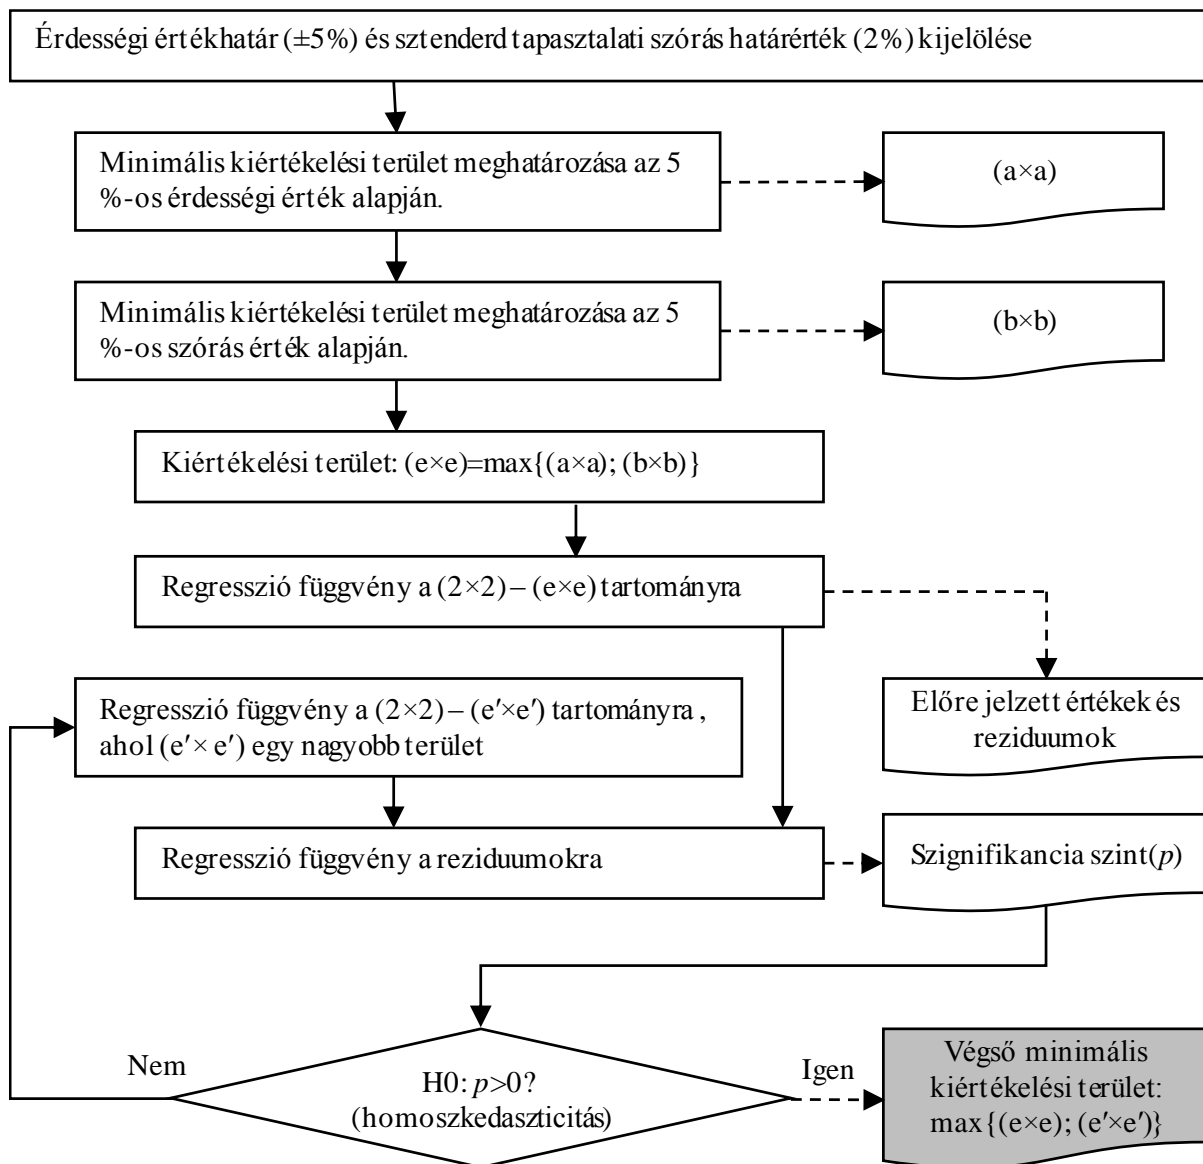 Érdességi értékhatár (±5%) és sztenderd tapasztalati szórás határérték (2%) kijelölése
Minimális kiértékelési terület meghatározása az 5
%-os érdességi érték alapján.
(a×a)
Minimális kiértékelési terület meghatározása az 5
%-os szórás érték alapján.
(b×b)
Kiértékelési terület: (e×e)=max{(a×a); (b×b)}
Regresszió függvény a (2×2) – (e×e) tartományra
Regresszió függvény a (2×2) – (e′×e′) tartományra ,
ahol (e′× e′) egy nagyobb terület
Előre jelzett értékek és
reziduumok
Regresszió függvény a reziduumokra
Szignifikancia szint(p)
Nem
H0: p>0?
(homoszkedaszticitás)
Igen
Végső minimális
kiértékelési terület:
max{(e×e); (e′×e′)}